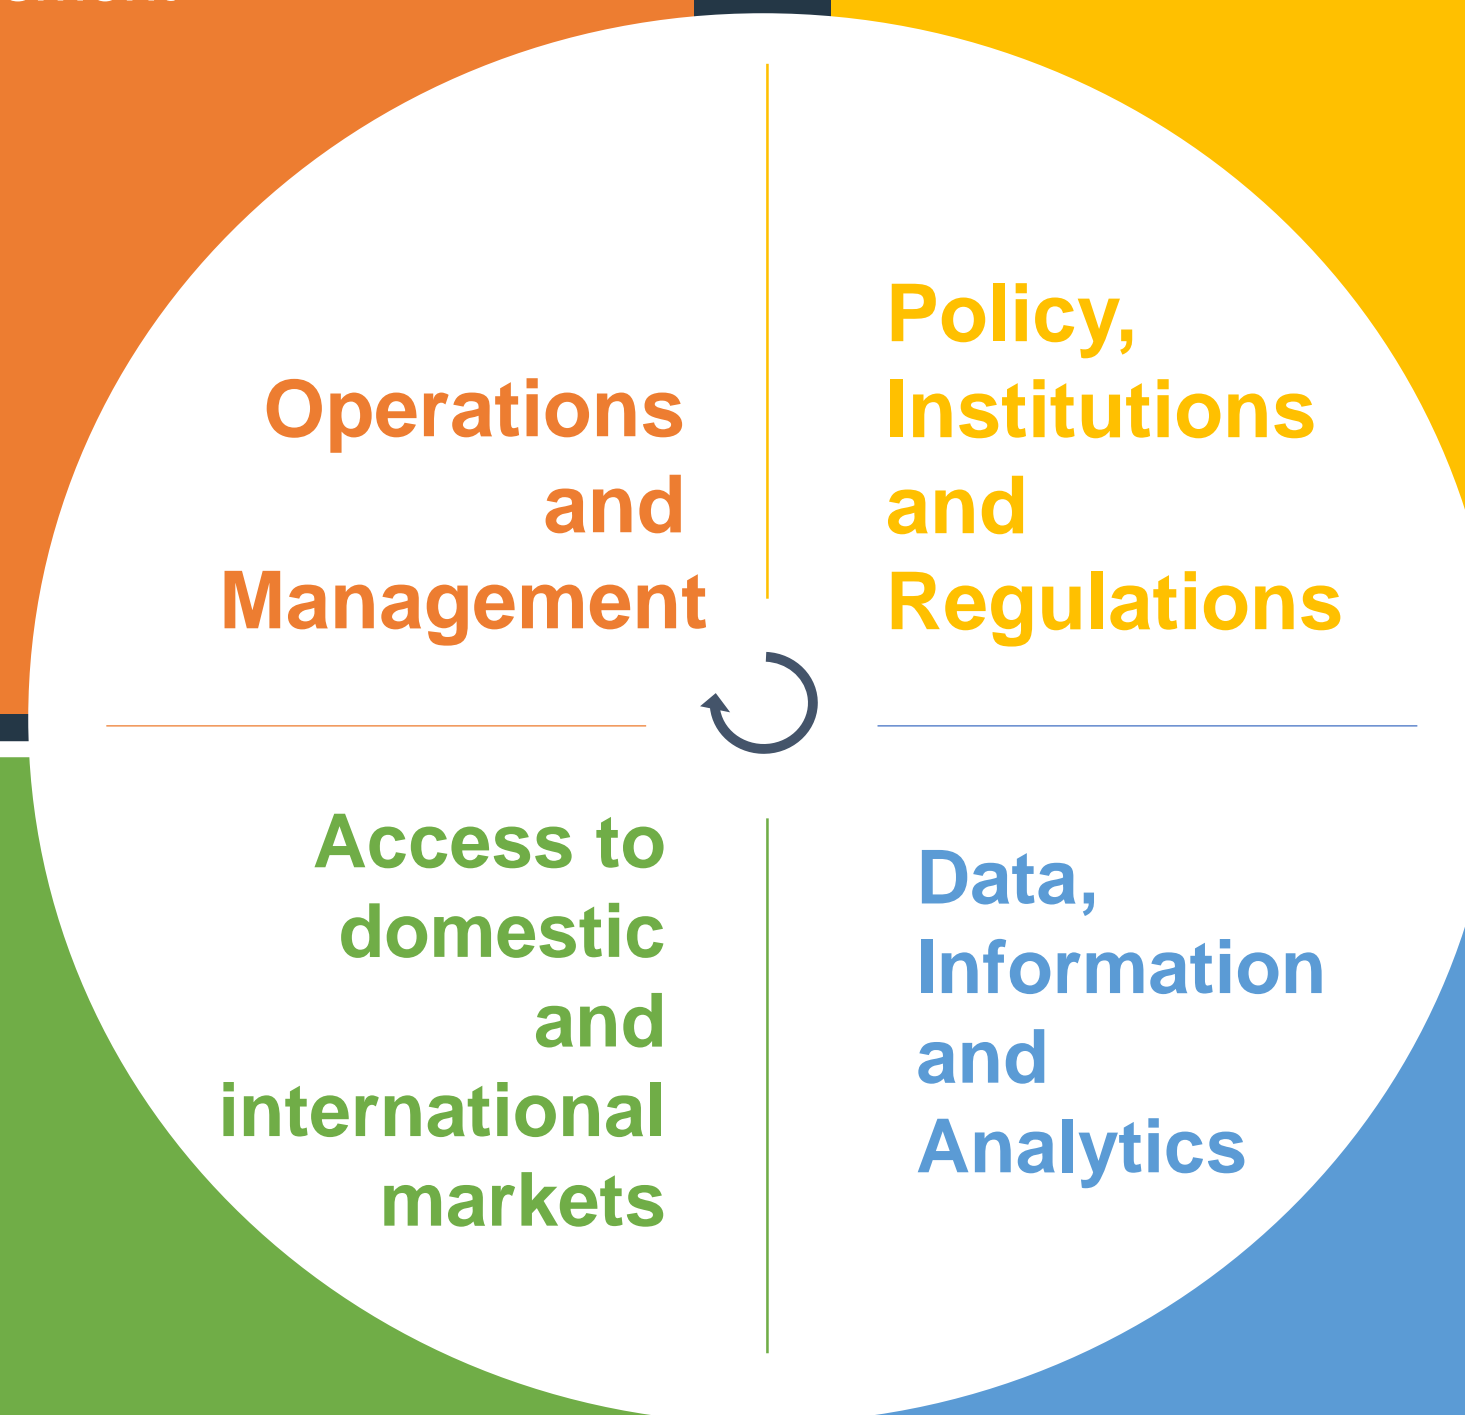 Operations
and
Management
Policy,
Institutions
and
Regulations
Access to
domestic
and
international
markets
Data,
Information
and
Analytics